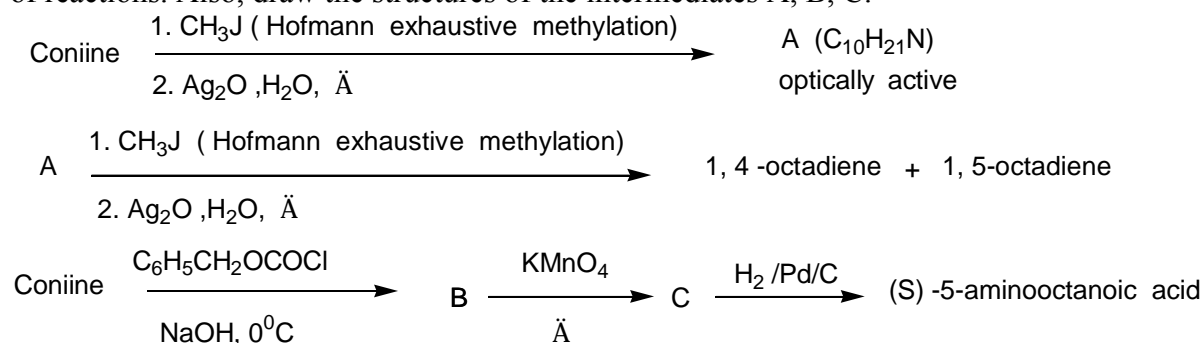 of reactions. Also, draw the structures of the intermediates A, B, C.
1. CH₃J ( Hofmann exhaustive methylation)
Coniine
2. Ag₂O ,H₂O, Ä
A (C₁₀H₂₁N)
optically active
1. CH₃J ( Hofmann exhaustive methylation)
A
2. Ag₂O ,H₂O, Ä
1, 4 -octadiene + 1, 5-octadiene
C₆H₅CH₂OCOCl
Coniine
NaOH, 0⁰C
B
KMnO₄
Ä
C
H₂ /Pd/C
(S) -5-aminooctanoic acid